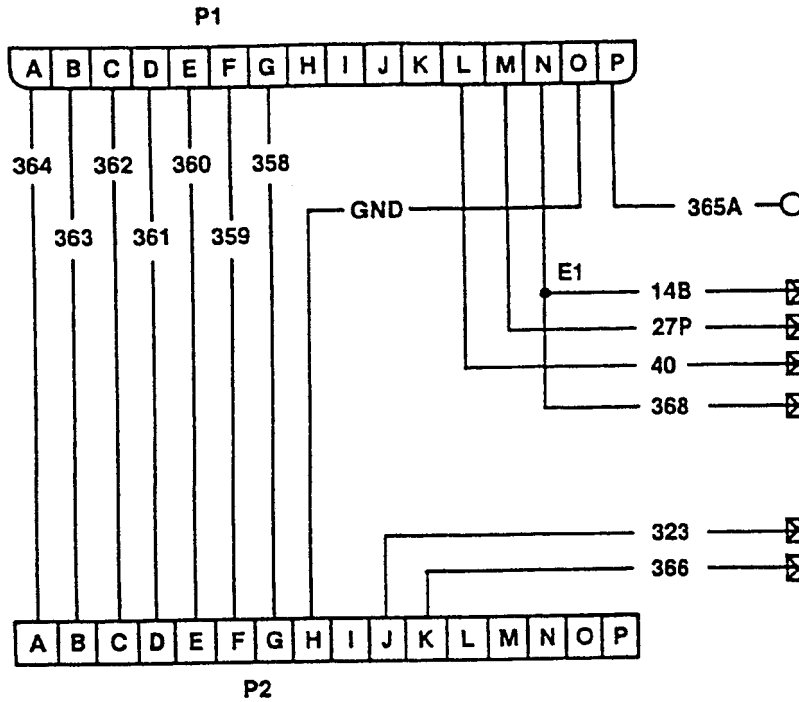 P1
A B C D E F G H I J K L M N O P
364 362 360 358
GND 365A
363 361 359
E1
14B
27P
40
368
323
366
A B C D E F G H I J K L M N O P
P2